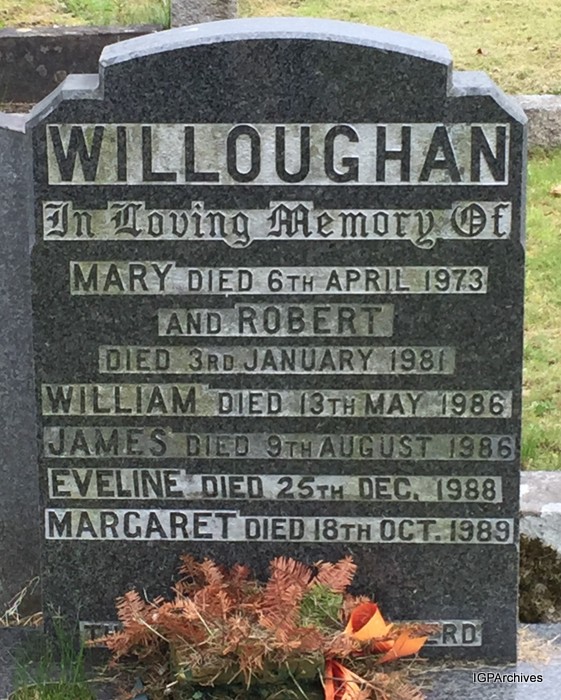 WILLOUGHAN
In Loving Memory Of
MARY DIED 6TH APRIL 1973
AND ROBERT
DIED 3RD JANUARY 1981
WILLIAM DIED 13TH MAY 1986
JAMES DIED 9TH AUGUST 1986
EVELINE DIED 25TH DEC. 1988
MARGARET DIED 18TH OCT. 1989
IGPArchives